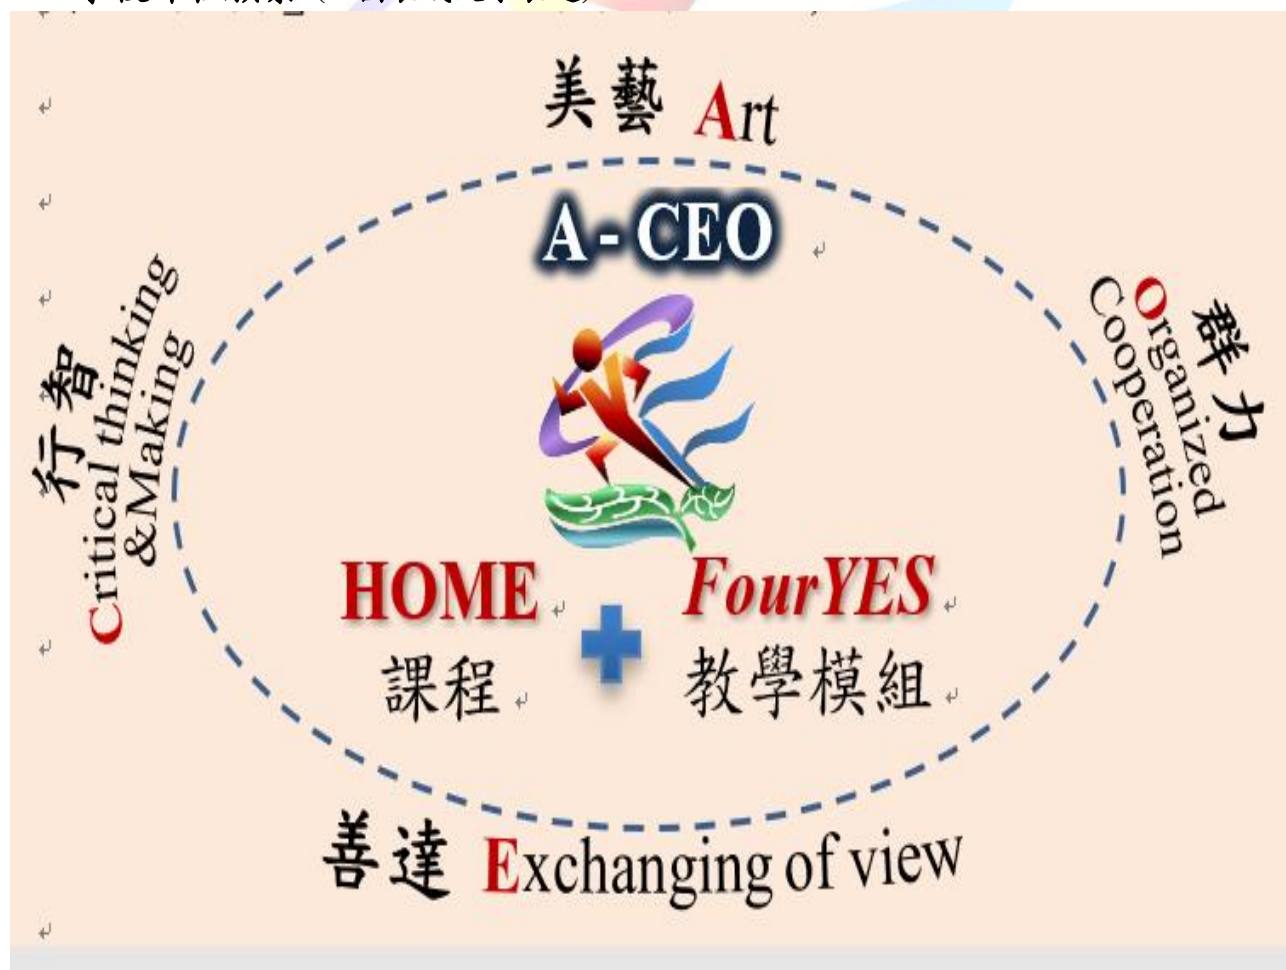 美藝 Art
A - CEO
行智
Critical thinking
&Making
群力
Organized
Cooperation
HOME
FourYES
課程
教學模組
善達 Exchanging of view